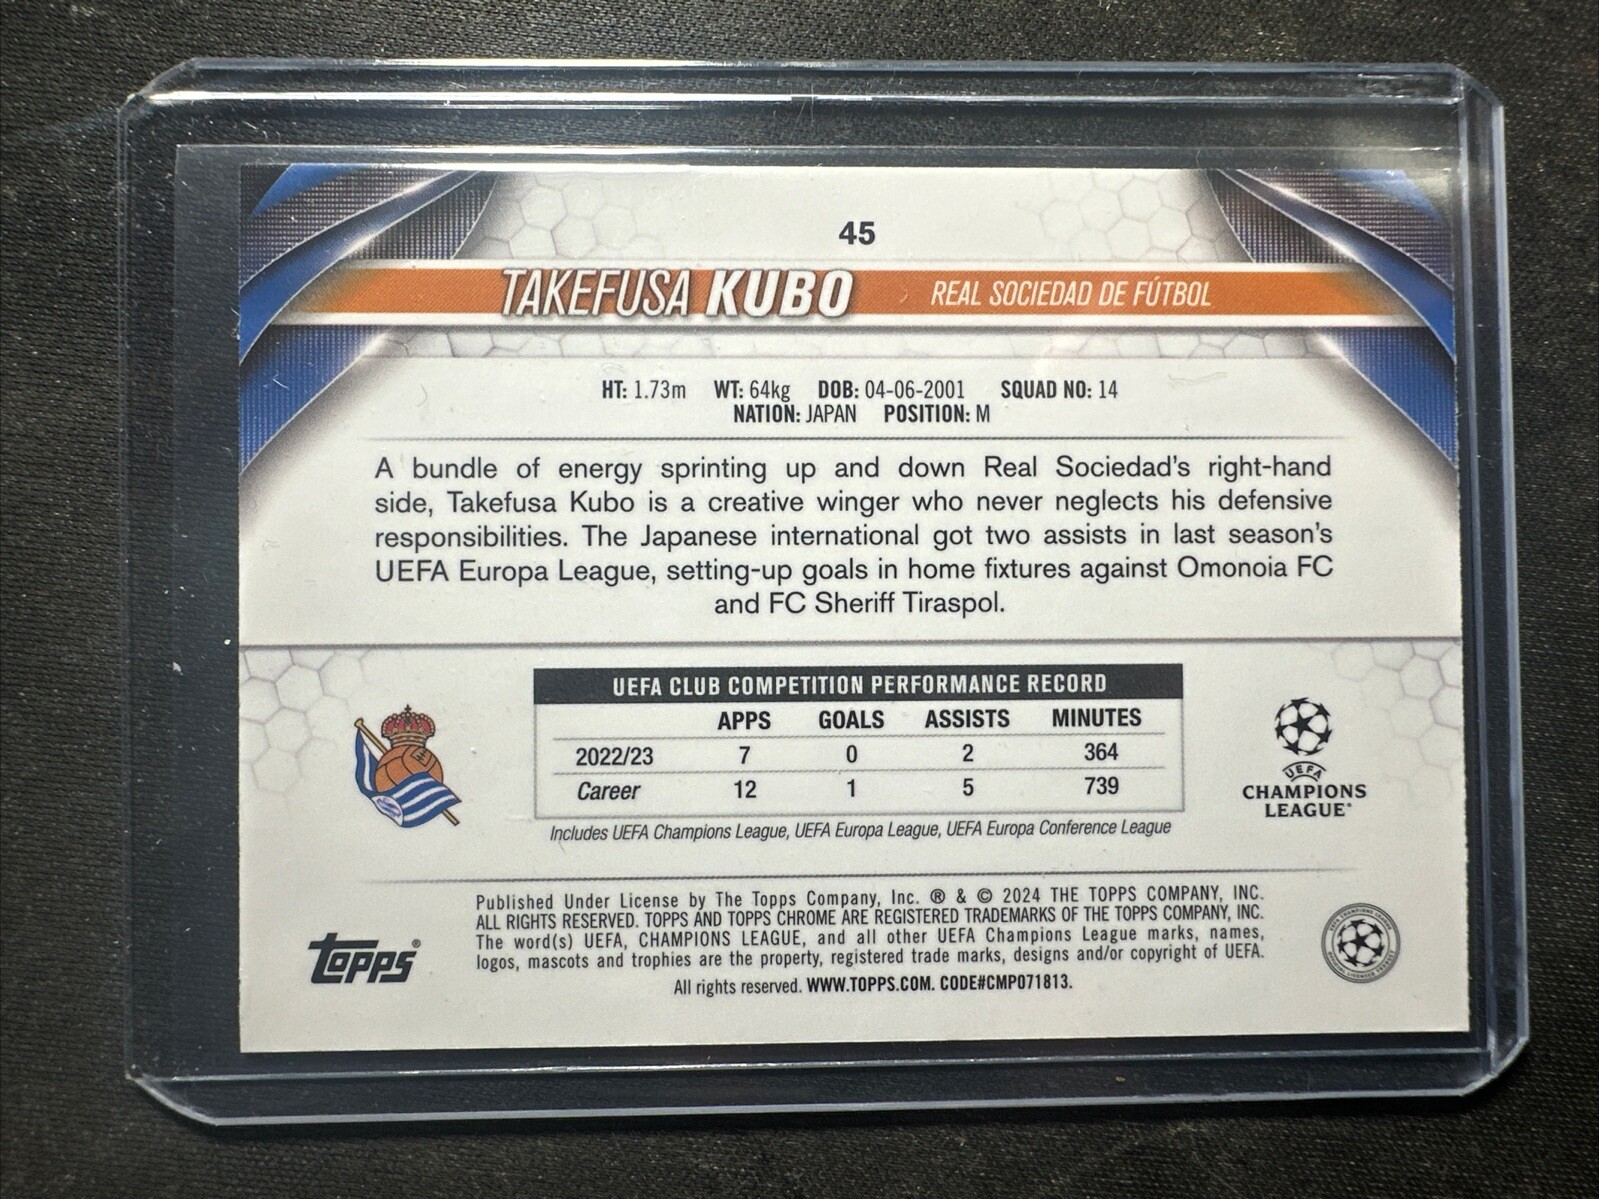 45
TAKEFUSA KUBO REAL SOCIEDAD DE FÚTBOL
HT: 1.73m WT: 64kg DOB: 04-06-2001 SQUAD NO: 14
NATION: JAPAN POSITION: M
A bundle of energy sprinting up and down Real Sociedad's right-hand
side, Takefusa Kubo is a creative winger who never neglects his defensive
responsibilities. The Japanese international got two assists in last season's
UEFA Europa League, setting-up goals in home fixtures against Omonoia FC
and FC Sheriff Tiraspol.
UEFA CLUB COMPETITION PERFORMANCE RECORD
APPS GOALS ASSISTS MINUTES
2022/23 7 0 2 364
Career 12 1 5 739
Includes UEFA Champions League, UEFA Europa League, UEFA Europa Conference League
UEFA
CHAMPIONS
LEAGUE®
Published Under License by The Topps Company, Inc. ® & © 2024 THE TOPPS COMPANY, INC.
ALL RIGHTS RESERVED. TOPPS AND TOPPS CHROME ARE REGISTERED TRADEMARKS OF THE TOPPS COMPANY, INC.
The word(s) UEFA, CHAMPIONS LEAGUE, and all other UEFA Champions League marks, names,
logos, mascots and trophies are the property, registered trade marks, designs and/or copyright of UEFA.
All rights reserved. WWW.TOPPS.COM. CODE#CMP071813.
Topps®